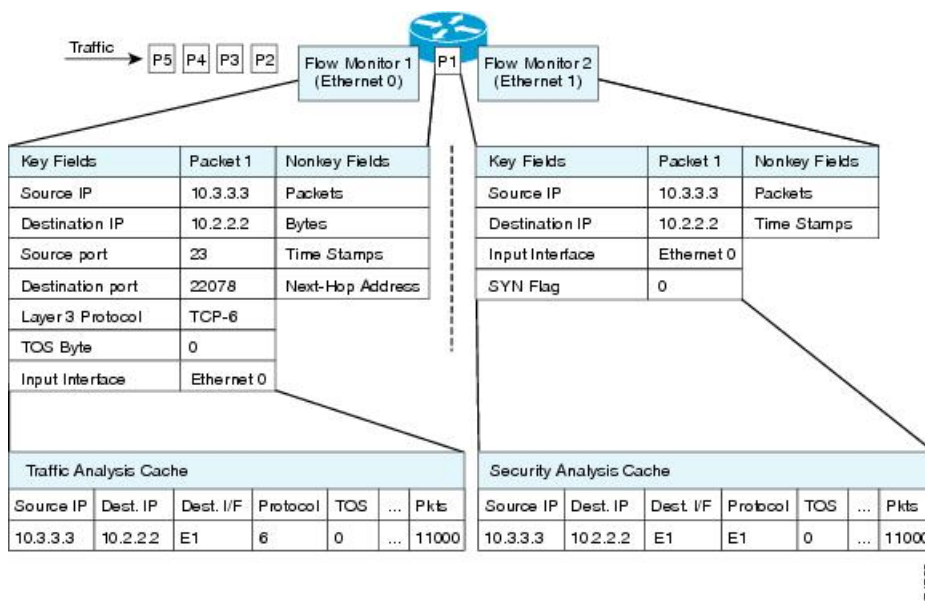 Traffic
P5 P4 P3 P2
Flow Monitor 1
(Ethernet 0)
P1
Flow Monitor 2
(Ethernet 1)
Key Fields Packet 1 Nonkey Fields
Source IP 10.3.3.3 Packets
Destination IP 10.2.2.2 Bytes
Source port 23 Time Stamps
Destination port 22078 Next-Hop Address
Layer 3 Protocol TCP-6
TOS Byte 0
Input Interface Ethernet 0
Key Fields Packet 1 Nonkey Fields
Source IP 10.3.3.3 Packets
Destination IP 10.2.2.2 Time Stamps
Input Interface Ethernet 0
SYN Flag 0
Traffic Analysis Cache
Source IP Dest. IP Dest. I/F Protocol TOS ... Pkts
10.3.3.3 10.2.2.2 E1 6 0 ... 11000
Security Analysis Cache
Source IP Dest. IP Dest. I/F Protocol TOS ... Pkts
10.3.3.3 10.2.2.2 E1 E1 0 ... 11000